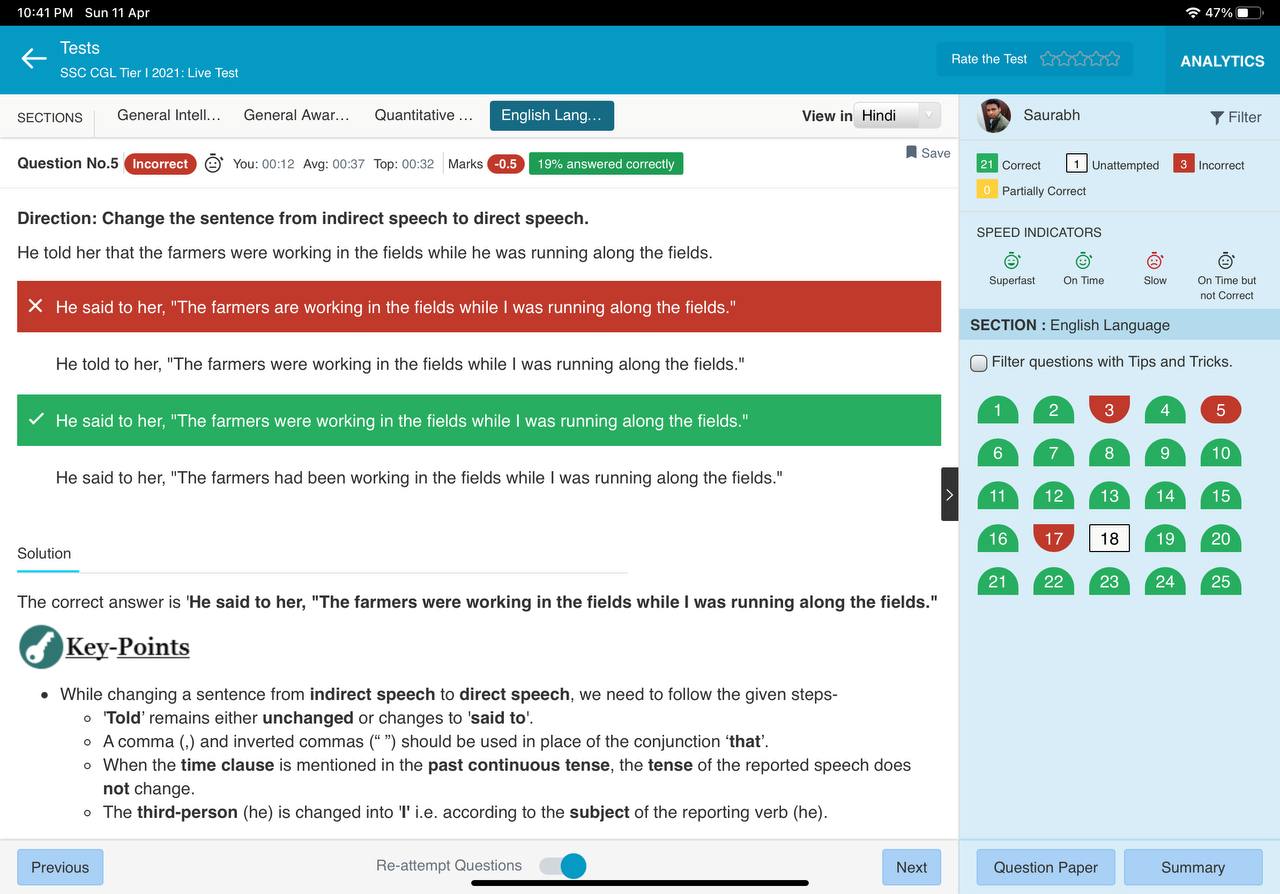 10:41 PM Sun 11 Apr
47%
Tests
SSC CGL Tier I 2021: Live Test
Rate the Test
ANALYTICS
SECTIONS
General Intell...
General Awar...
Quantitative ...
English Lang...
View in Hindi
Saurabh
Filter
Question No.5 Incorrect You: 00:12 Avg: 00:37 Top: 00:32 Marks -0.5 19% answered correctly
Save
21 Correct 1 Unattempted 3 Incorrect
0 Partially Correct
Direction: Change the sentence from indirect speech to direct speech.
He told her that the farmers were working in the fields while he was running along the fields.
He said to her, "The farmers are working in the fields while I was running along the fields."
He told to her, "The farmers were working in the fields while I was running along the fields."
He said to her, "The farmers were working in the fields while I was running along the fields."
He said to her, "The farmers had been working in the fields while I was running along the fields."
Solution
The correct answer is 'He said to her, "The farmers were working in the fields while I was running along the fields."
Key-Points
While changing a sentence from indirect speech to direct speech, we need to follow the given steps-
'Told' remains either unchanged or changes to 'said to'.
A comma (,) and inverted commas (“ ”) should be used in place of the conjunction ‘that’.
When the time clause is mentioned in the past continuous tense, the tense of the reported speech does
not change.
The third-person (he) is changed into 'I' i.e. according to the subject of the reporting verb (he).
SPEED INDICATORS
Superfast
On Time
Slow
On Time but
not Correct
SECTION : English Language
Filter questions with Tips and Tricks.
1 2 3 4 5
6 7 8 9 10
11 12 13 14 15
16 17 18 19 20
21 22 23 24 25
Previous
Re-attempt Questions
Next
Question Paper
Summary